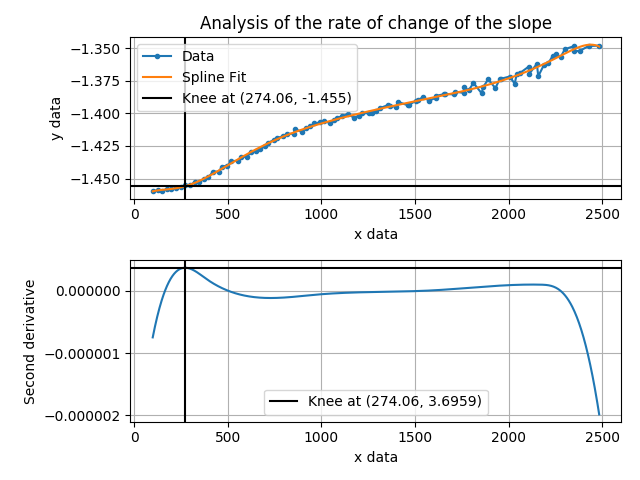 Analysis of the rate of change of the slope
−1.350
−1.375
−1.400
−1.425
−1.450
y data
Data
Spline Fit
Knee at (274.06, -1.455)
0 500 1000 1500 2000 2500
x data
0.000000
−0.000001
−0.000002
Second derivative
Knee at (274.06, 3.6959)
0 500 1000 1500 2000 2500
x data